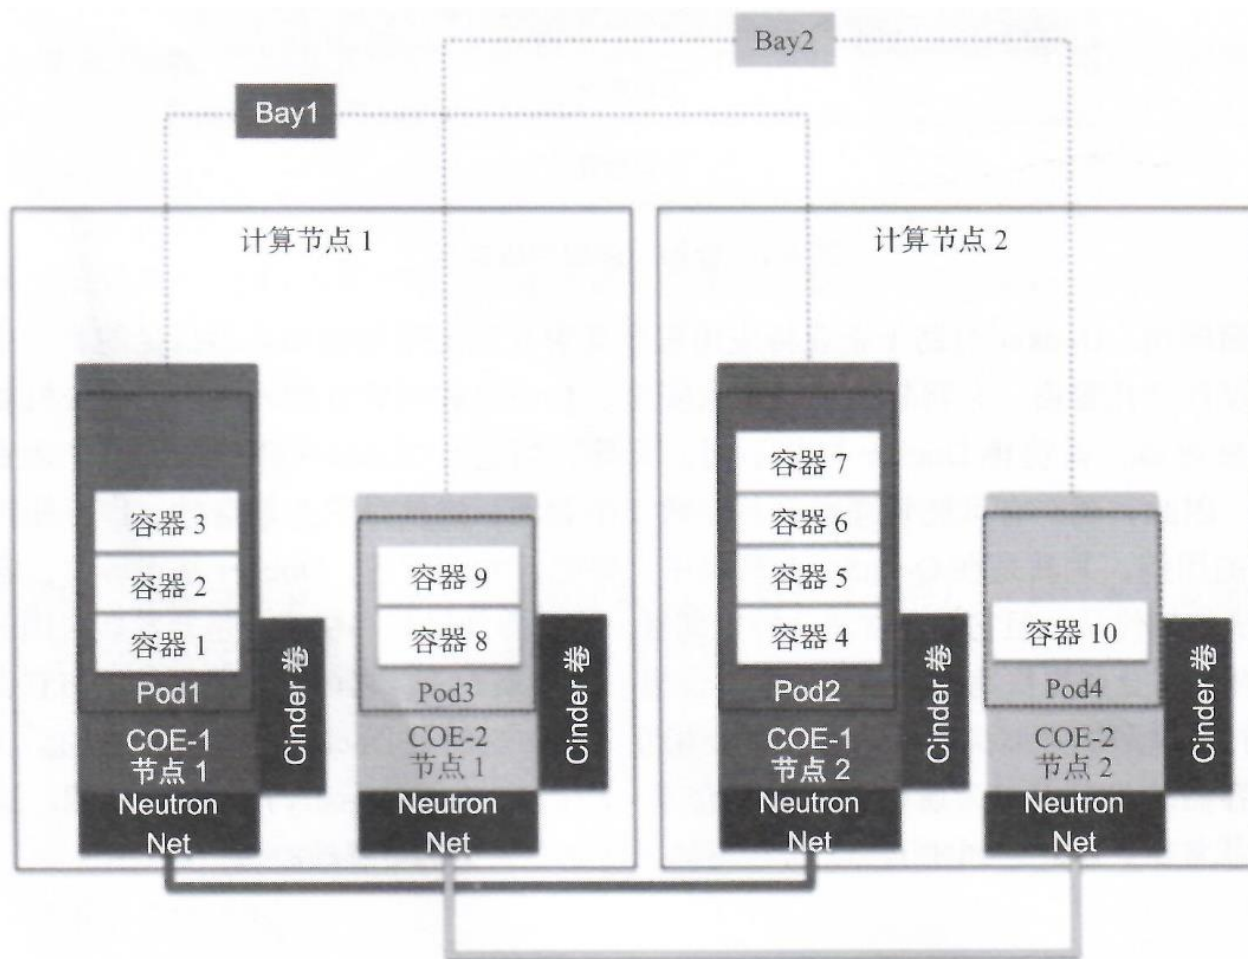 Bay2
Bay1
计算节点 1
容器 3
容器 2
容器 1
Pod1
COE-1
节点 1
Neutron
Net
Cinder 卷
容器 9
容器 8
Pod3
COE-2
节点 1
Neutron
Net
Cinder 卷
计算节点 2
容器 7
容器 6
容器 5
容器 4
Pod2
COE-1
节点 2
Neutron
Net
Cinder 卷
容器 10
Pod4
COE-2
节点 2
Neutron
Net
Cinder 卷